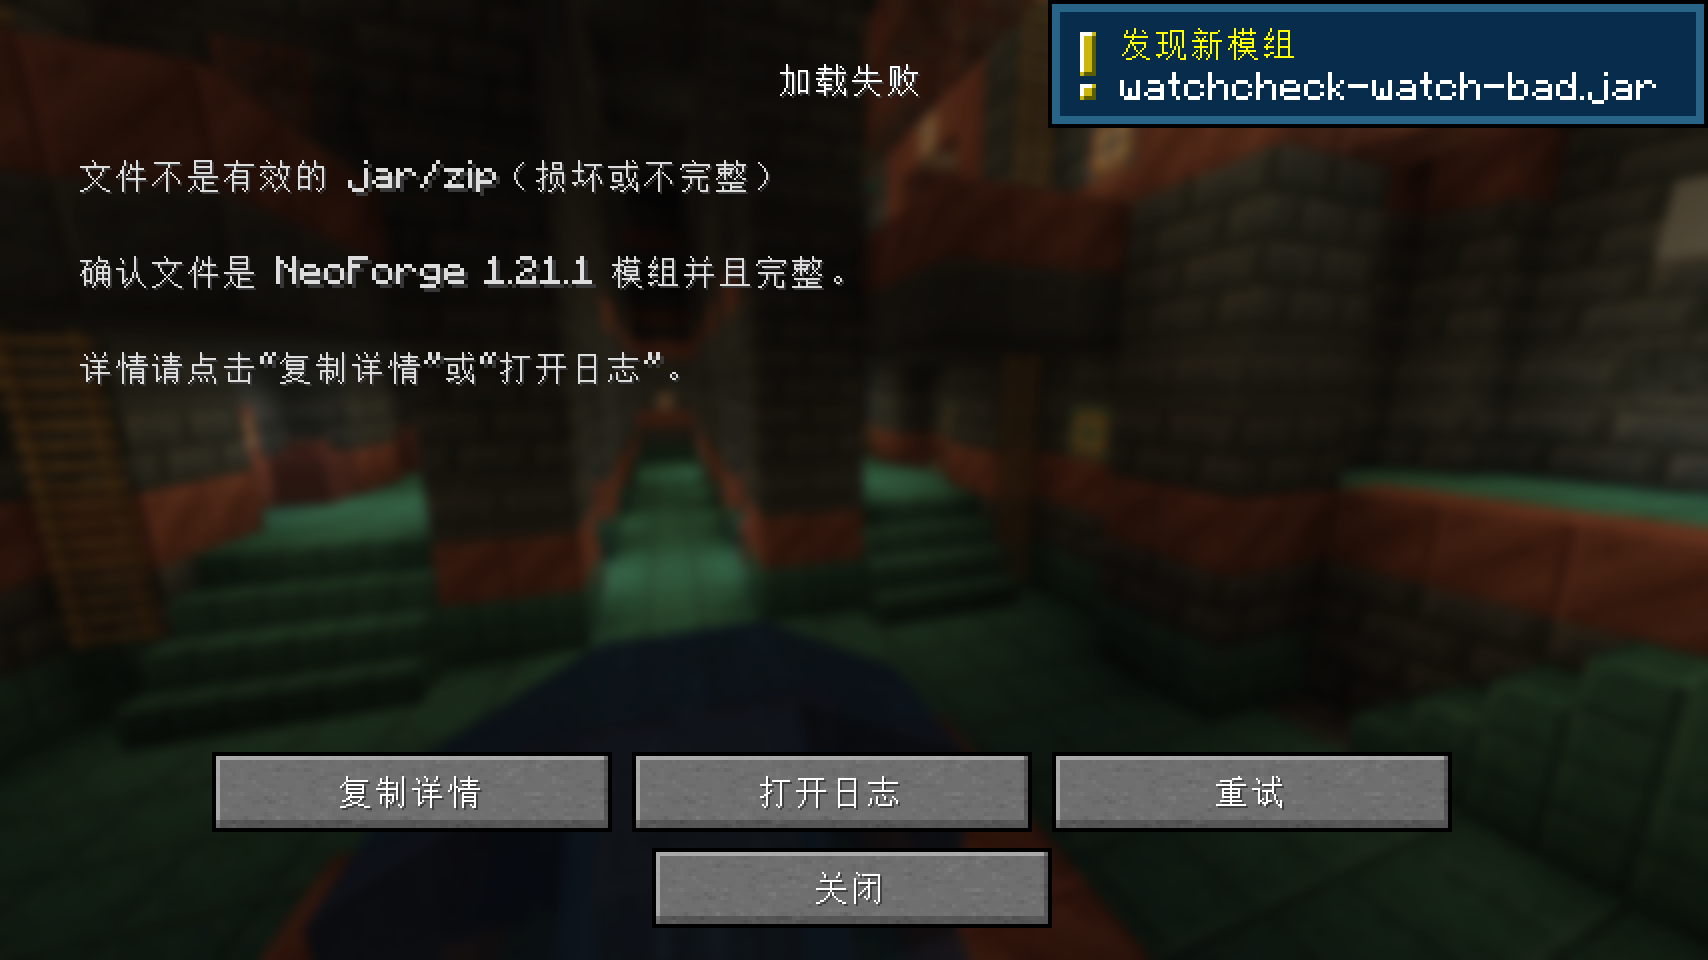 加载失败
发现新模组
watchcheck-watch-bad.jar
文件不是有效的 jar/zip（损坏或不完整）
确认文件是 NeoForge 1.21.1 模组并且完整。
详情请点击“复制详情”或“打开日志”。
复制详情
打开日志
重试
关闭